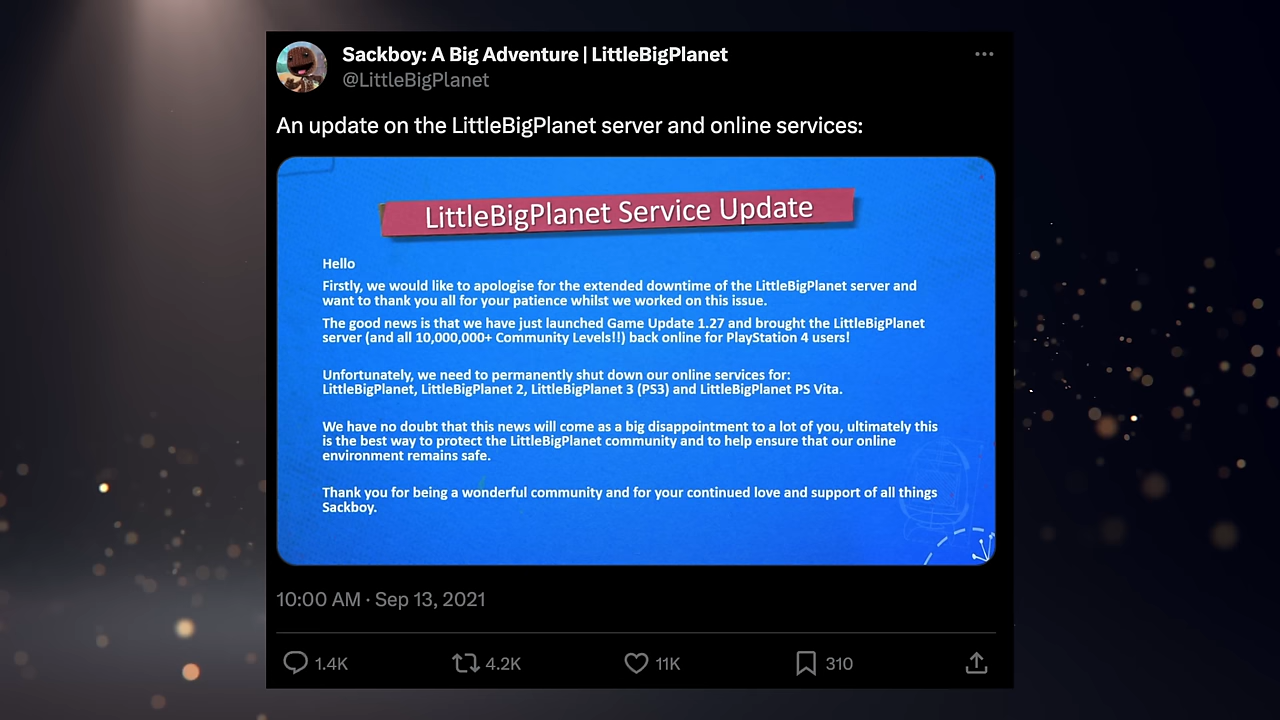 Sackboy: A Big Adventure | LittleBigPlanet
@LittleBigPlanet
An update on the LittleBigPlanet server and online services:
LittleBigPlanet Service Update
Hello
Firstly, we would like to apologise for the extended downtime of the LittleBigPlanet server and
want to thank you all for your patience whilst we worked on this issue.
The good news is that we have just launched Game Update 1.27 and brought the LittleBigPlanet
server (and all 10,000,000+ Community Levels!!) back online for PlayStation 4 users!
Unfortunately, we need to permanently shut down our online services for:
LittleBigPlanet, LittleBigPlanet 2, LittleBigPlanet 3 (PS3) and LittleBigPlanet PS Vita.
We have no doubt that this news will come as a big disappointment to a lot of you, ultimately this
is the best way to protect the LittleBigPlanet community and to help ensure that our online
environment remains safe.
Thank you for being a wonderful community and for your continued love and support of all things
Sackboy.
10:00 AM · Sep 13, 2021
1.4K 4.2K 11K 310